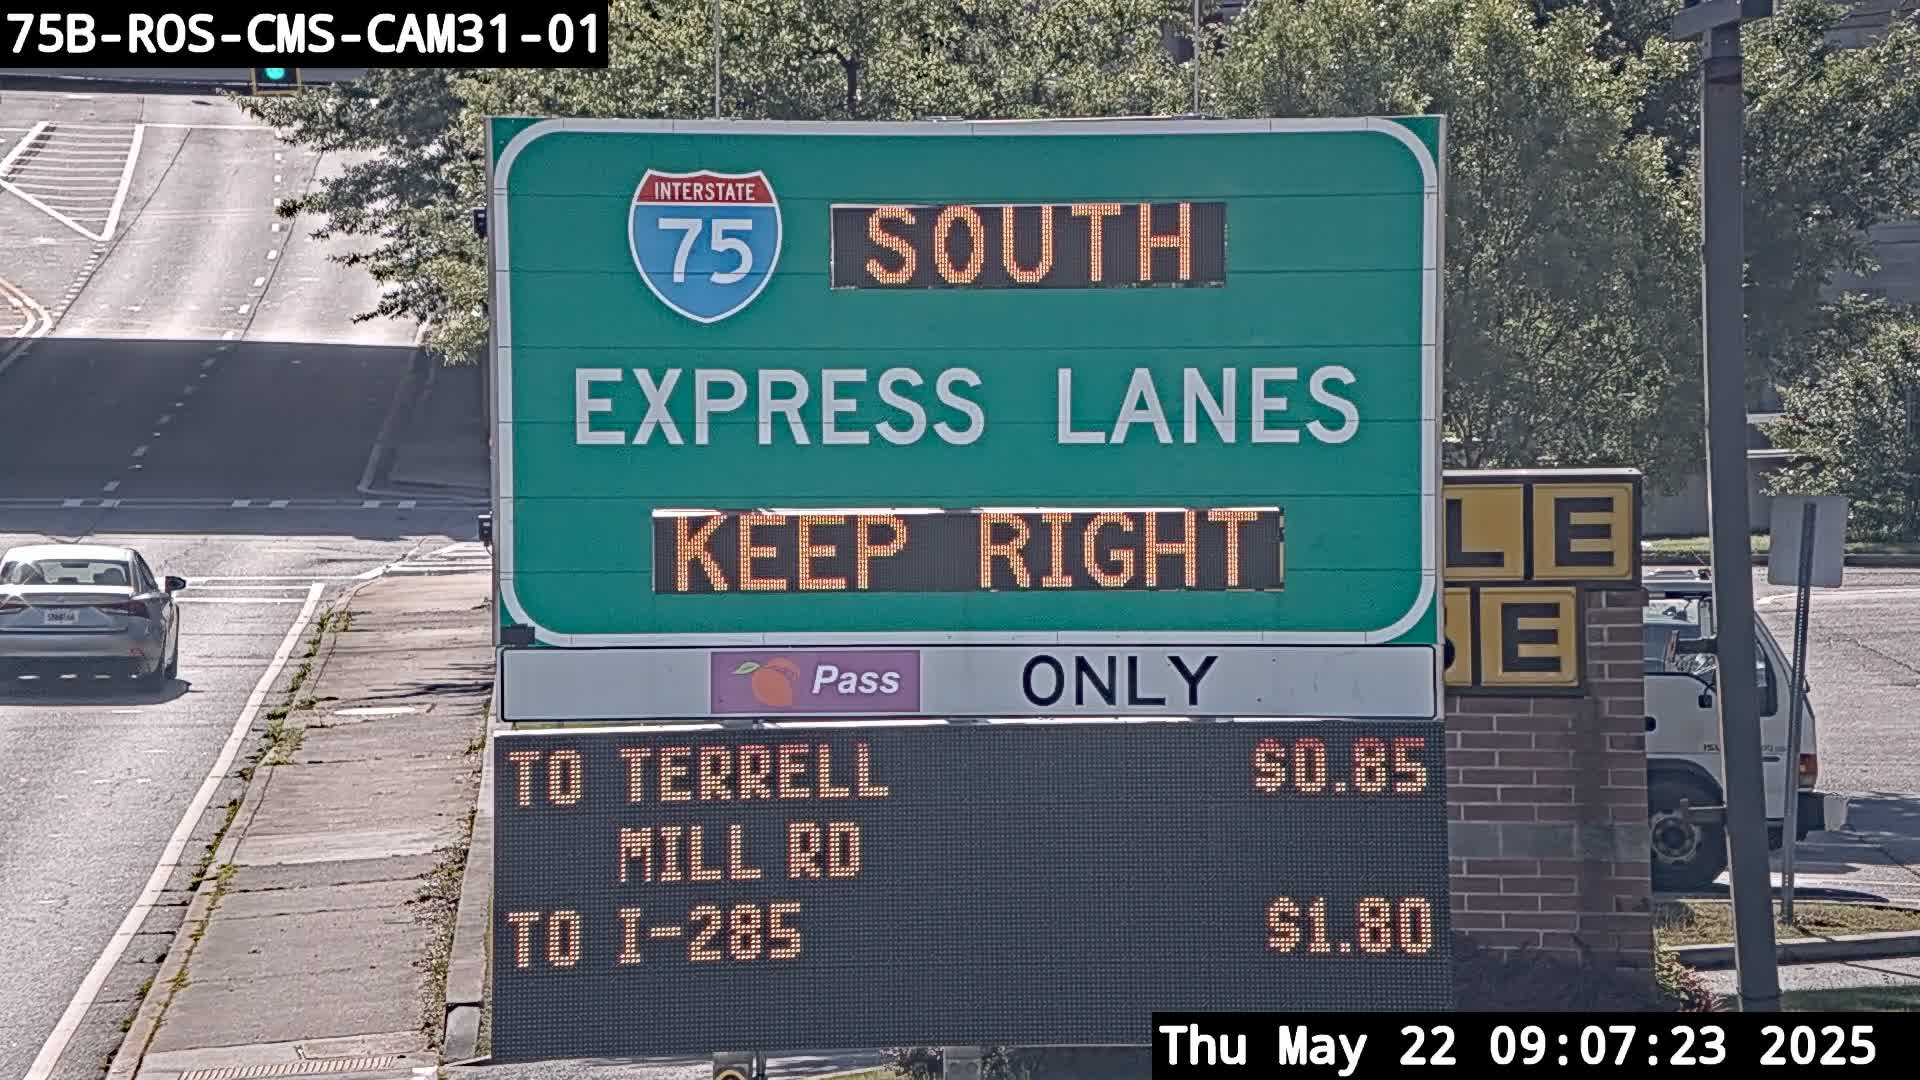 75B-ROS-CMS-CAM31-01
INTERSTATE
75
SOUTH
EXPRESS LANES
KEEP RIGHT
Pass ONLY
TO TERRELL $0.85
MILL RD
TO I-285 $1.80
LE
E
Thu May 22 09:07:23 2025